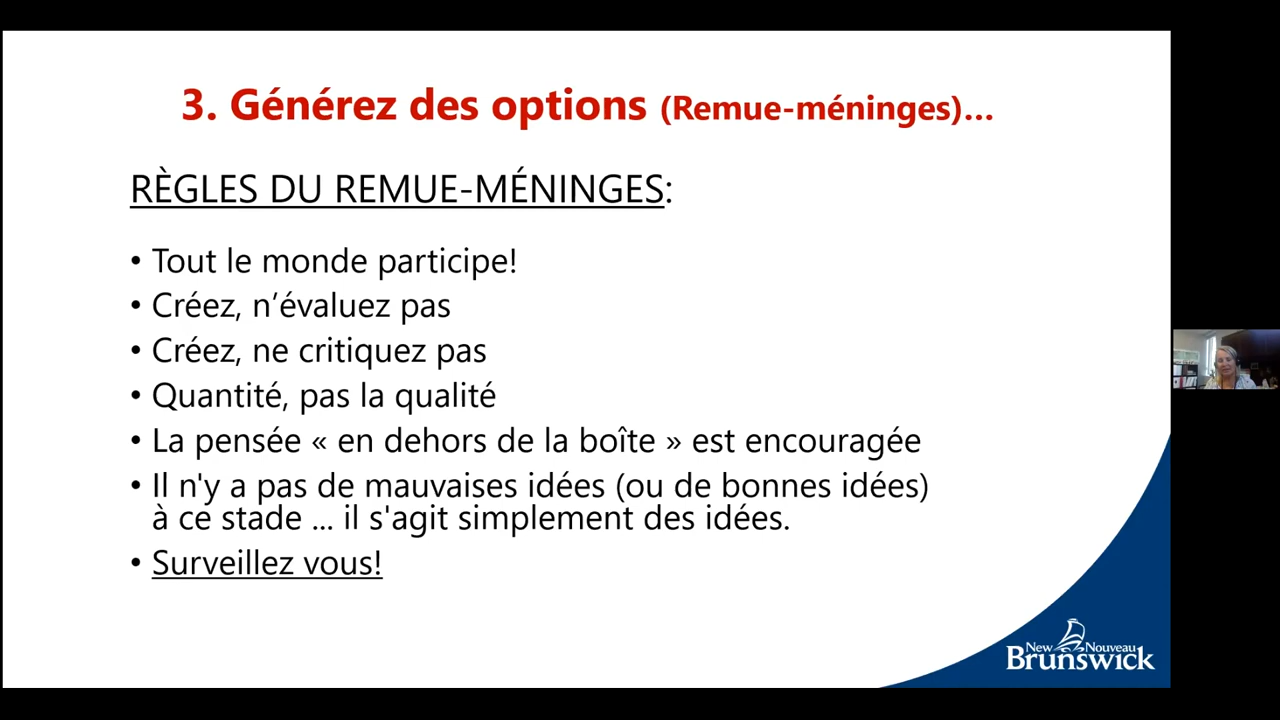 3. Générez des options (Remue-méninges)...
RÈGLES DU REMUE-MÉNINGES:
• Tout le monde participe!
• Créez, n’évaluez pas
• Créez, ne critiquez pas
• Quantité, pas la qualité
• La pensée « en dehors de la boîte » est encouragée
• Il n'y a pas de mauvaises idées (ou de bonnes idées)
à ce stade ... il s'agit simplement des idées.
• Surveillez vous!
New Nouveau
Brunswick